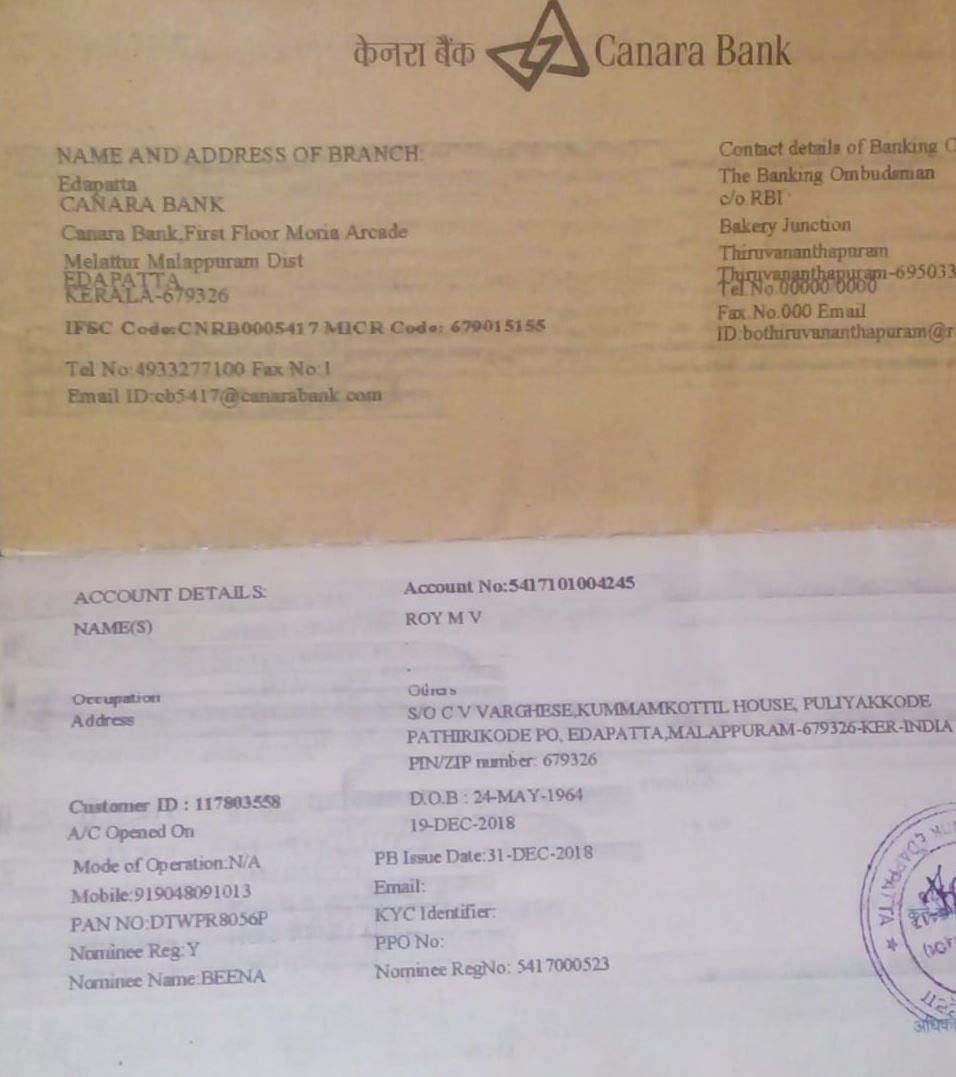 केनरा बैंक Canara Bank
NAME AND ADDRESS OF BRANCH:
Edapatta
CANARA BANK
Canara Bank,First Floor Moria Arcade
Melattur Malappuram Dist
EDAPATTA
KERALA-679326
IFSC Code:CNRB0005417 MICR Code: 679015155
Tel No:4933277100 Fax No:1
Email ID:cb5417@canarabank.com
Contact details of Banking O
The Banking Ombudsman
c/o RBI
Bakery Junction
Thiruvananthapuram
Thiruvananthapuram-695033
Tel.No.00000/0000
Fax.No.000 Email
ID:bothiruvananthapuram@r
ACCOUNT DETAILS: Account No:5417101004245
NAME(S) ROY M V
Occupation Others
Address S/O C V VARGHESE,KUMMAMKOTTIL HOUSE, PULIYAKKODE
PATHIRIKODE PO, EDAPATTA,MALAPPURAM-679326-KER-INDIA
PIN/ZIP number: 679326
Customer ID : 117803558 D.O.B : 24-MAY-1964
A/C Opened On 19-DEC-2018
Mode of Operation:N/A PB Issue Date:31-DEC-2018
Mobile:919048091013 Email:
PAN NO:DTWPR8056P KYC Identifier:
Nominee Reg:Y PPO No:
Nominee Name:BEENA Nominee RegNo: 5417000523
EDAPPATTA